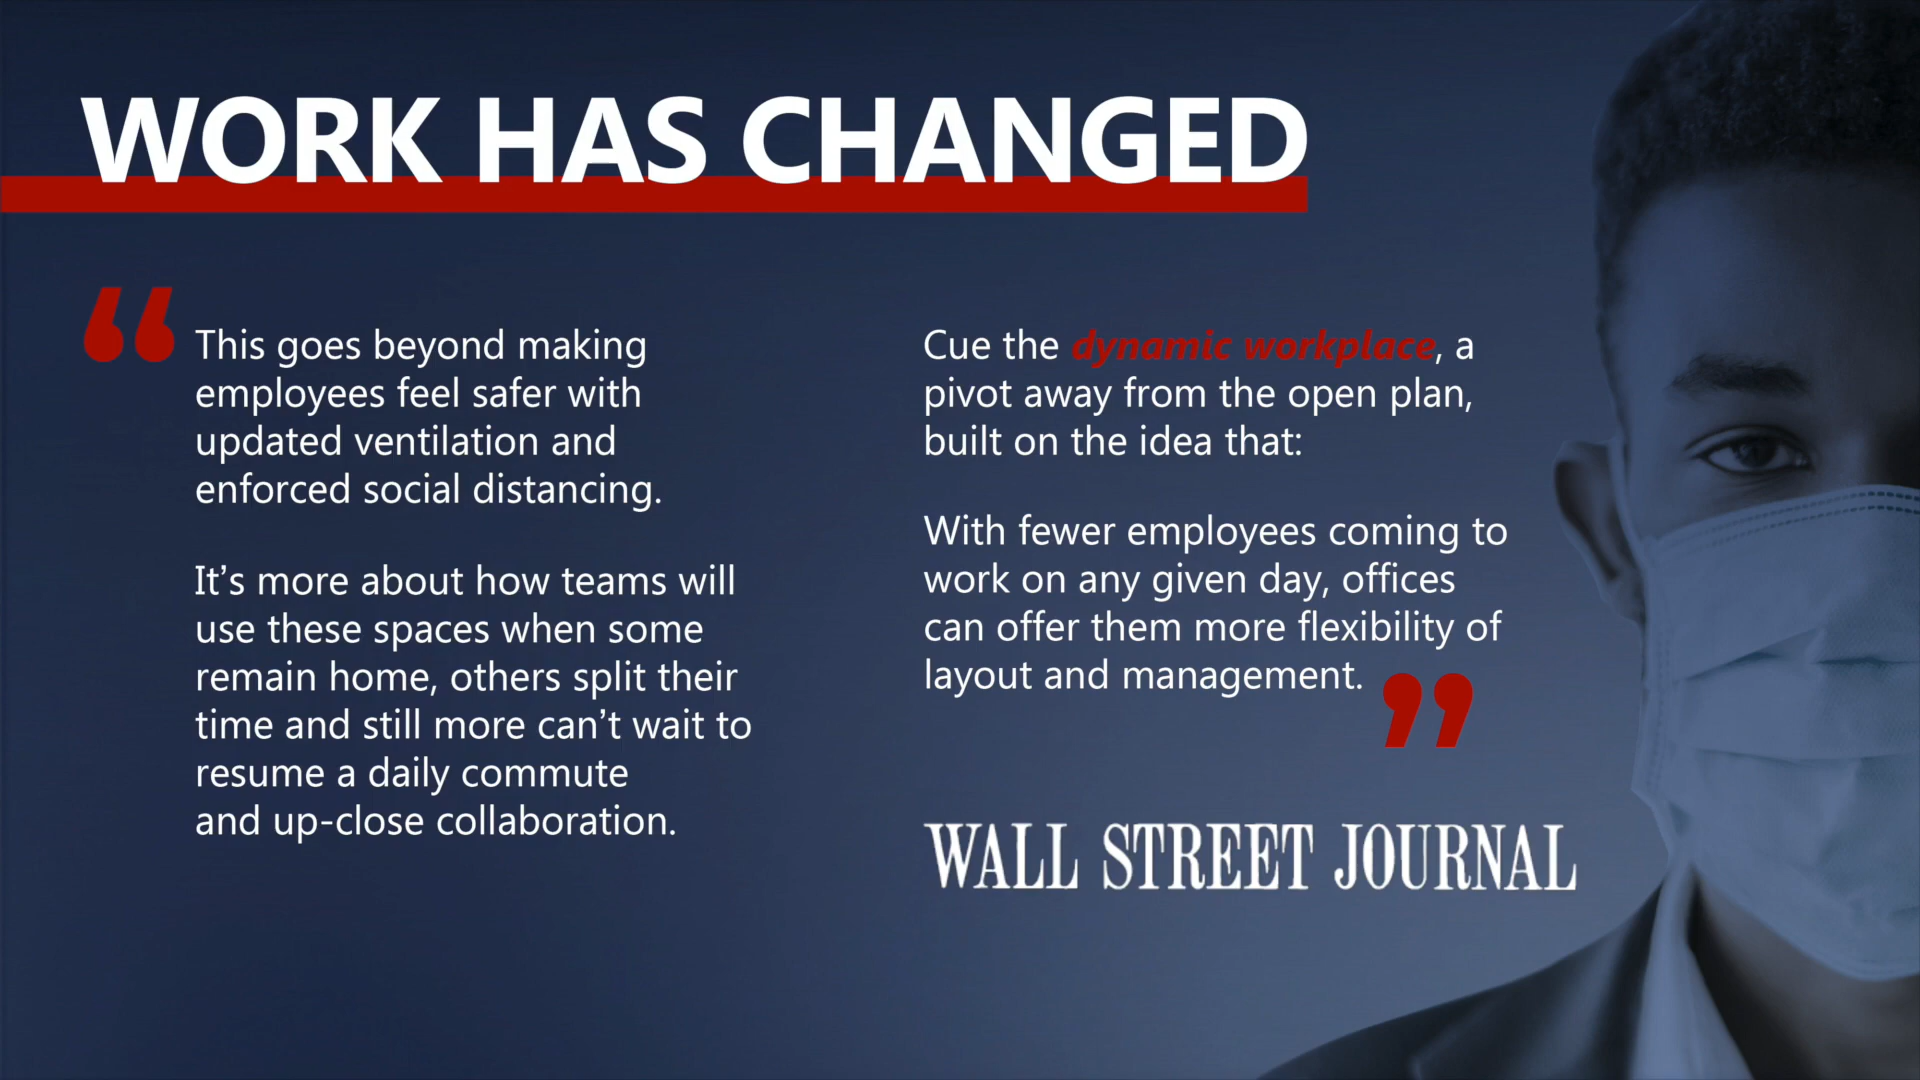 WORK HAS CHANGED
“
This goes beyond making
employees feel safer with
updated ventilation and
enforced social distancing.
It’s more about how teams will
use these spaces when some
remain home, others split their
time and still more can’t wait to
resume a daily commute
and up-close collaboration.
Cue the dynamic workplace, a
pivot away from the open plan,
built on the idea that:
With fewer employees coming to
work on any given day, offices
can offer them more flexibility of
layout and management.
”
WALL STREET JOURNAL